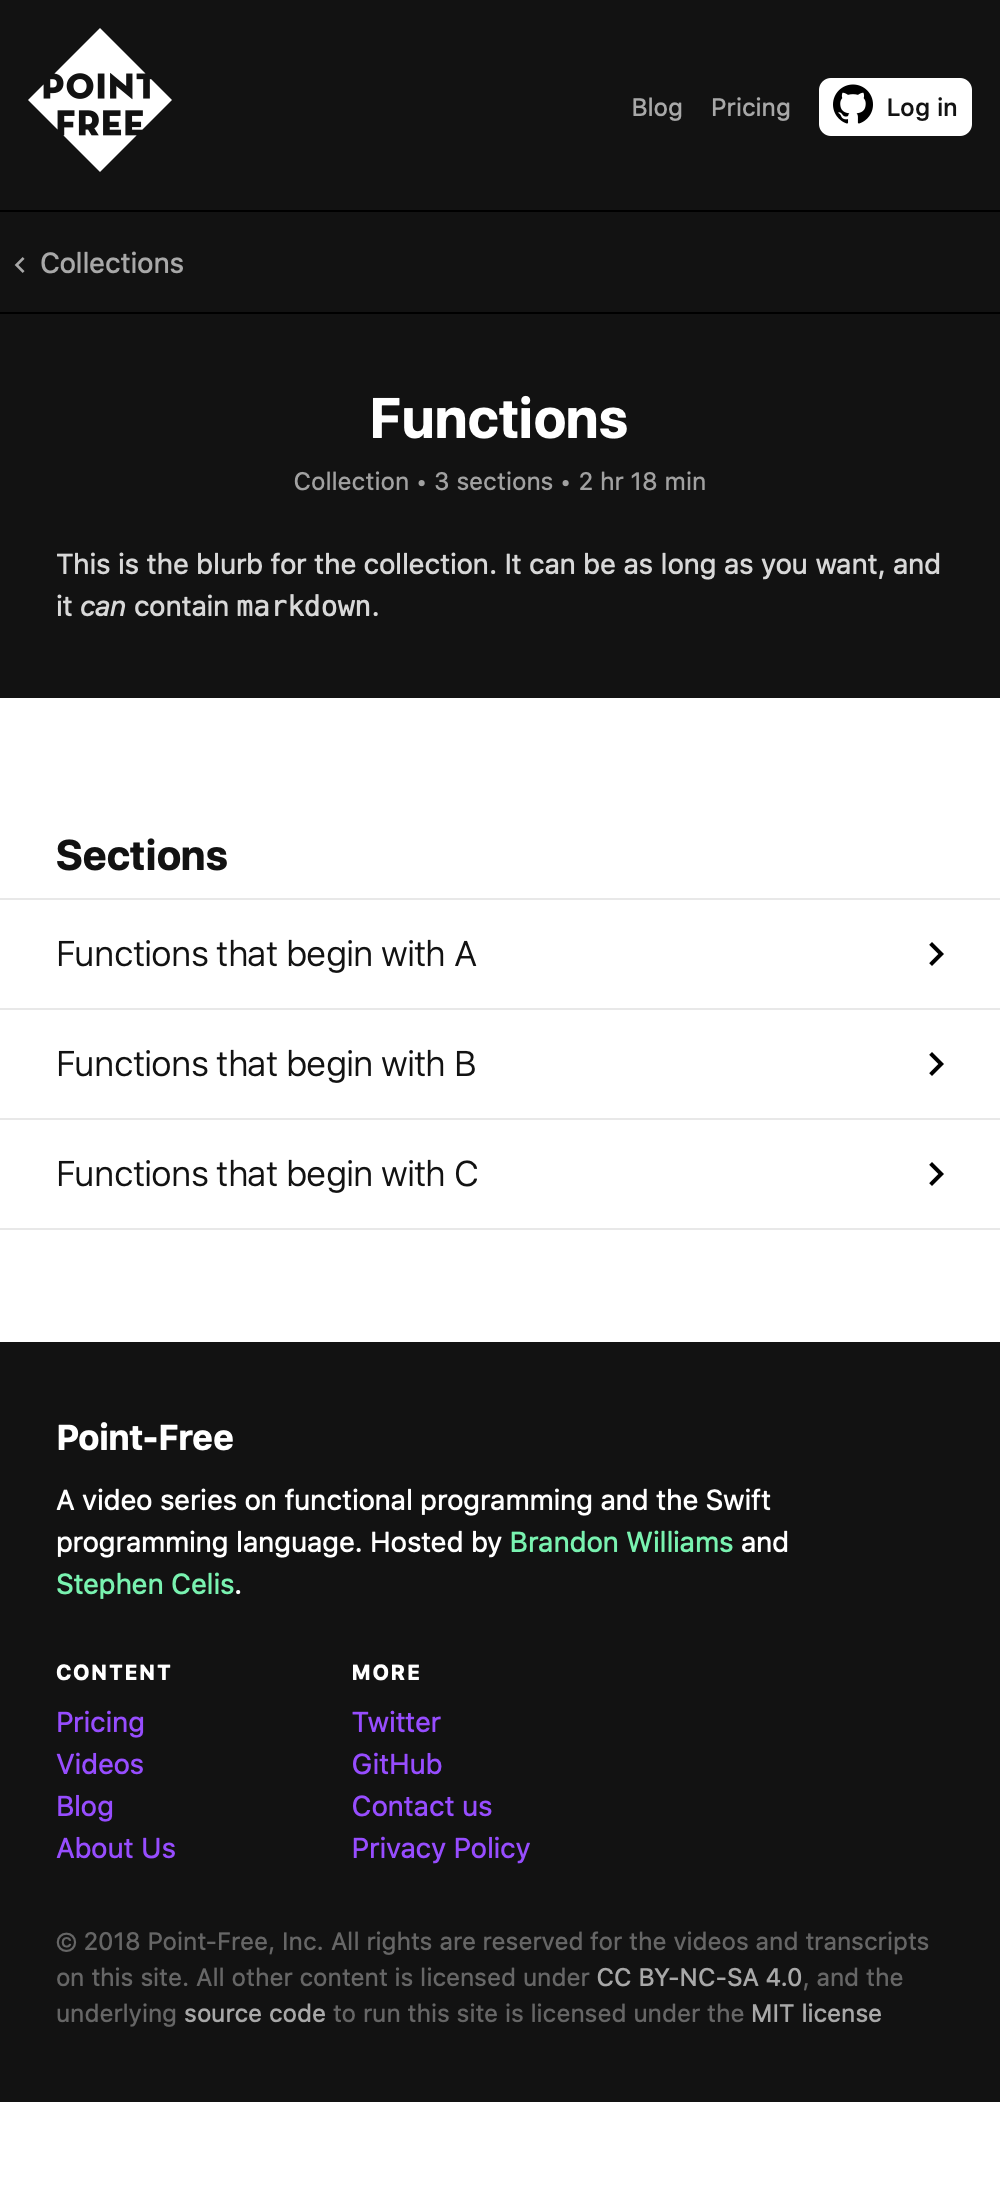 POINT
FREE
Blog Pricing Log in
Collections
Functions
Collection • 3 sections • 2 hr 18 min
This is the blurb for the collection. It can be as long as you want, and
it can contain markdown.
Sections
Functions that begin with A
Functions that begin with B
Functions that begin with C
Point-Free
A video series on functional programming and the Swift
programming language. Hosted by Brandon Williams and
Stephen Celis.
CONTENT
Pricing
Videos
Blog
About Us
MORE
Twitter
GitHub
Contact us
Privacy Policy
© 2018 Point-Free, Inc. All rights are reserved for the videos and transcripts
on this site. All other content is licensed under CC BY-NC-SA 4.0, and the
underlying source code to run this site is licensed under the MIT license